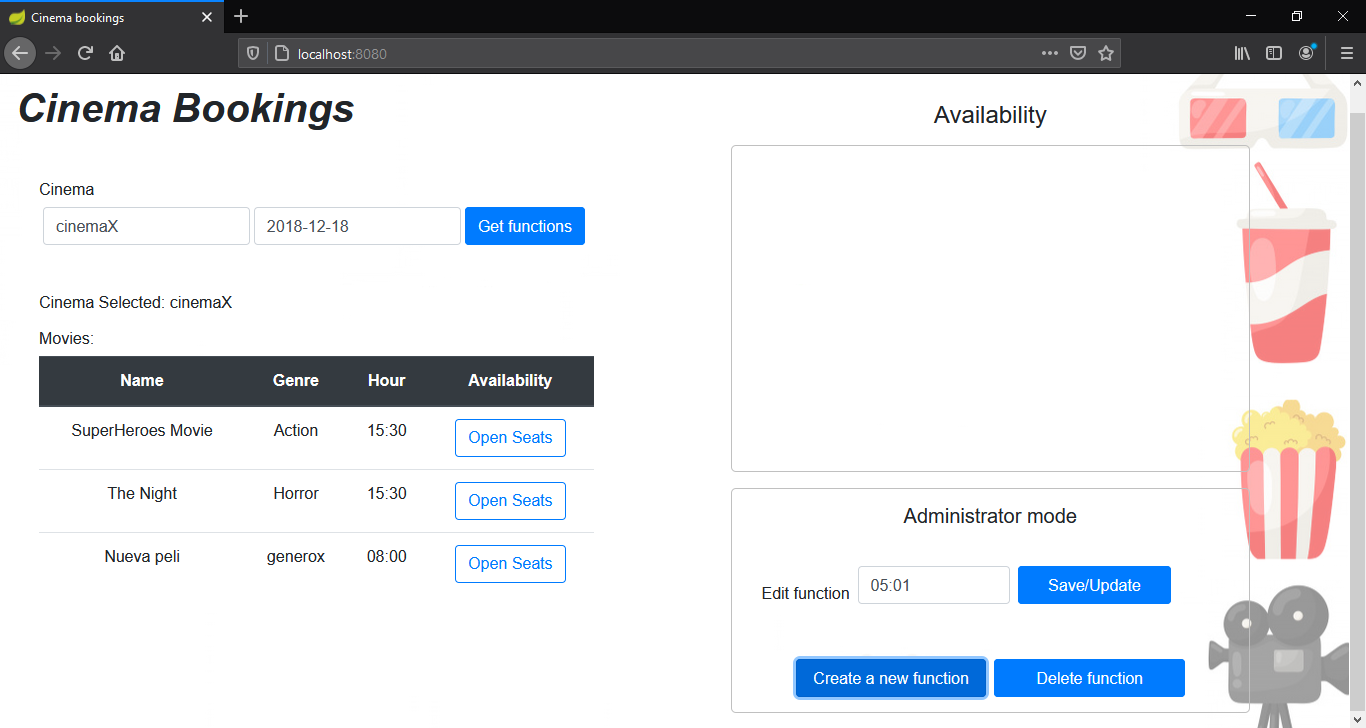 Cinema bookings
localhost:8080
Cinema Bookings
Cinema
cinemaX 2018-12-18 Get functions
Cinema Selected: cinemaX
Movies:
Name Genre Hour Availability
SuperHeroes Movie Action 15:30 Open Seats
The Night Horror 15:30 Open Seats
Nueva peli generox 08:00 Open Seats
Availability
Administrator mode
Edit function 05:01 Save/Update
Create a new function Delete function